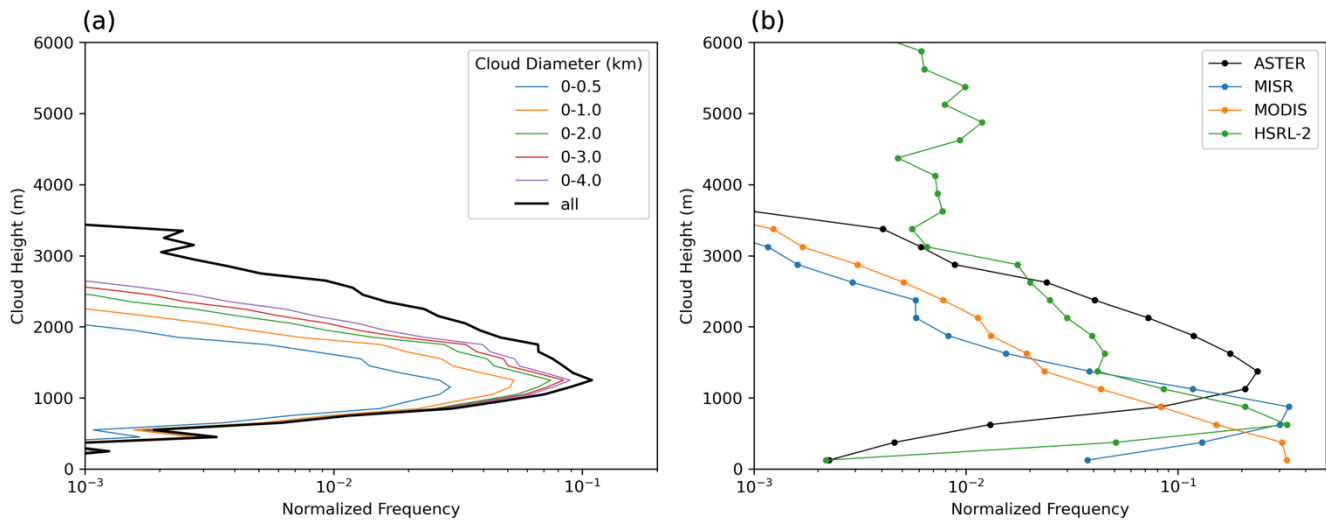 (a)
6000
5000
4000
3000
2000
1000
0
Cloud Height (m)
Cloud Diameter (km)
0-0.5
0-1.0
0-2.0
0-3.0
0-4.0
all
10⁻³
10⁻²
10⁻¹
Normalized Frequency
(b)
6000
5000
4000
3000
2000
1000
0
Cloud Height (m)
ASTER
MISR
MODIS
HSRL-2
10⁻³
10⁻²
10⁻¹
Normalized Frequency